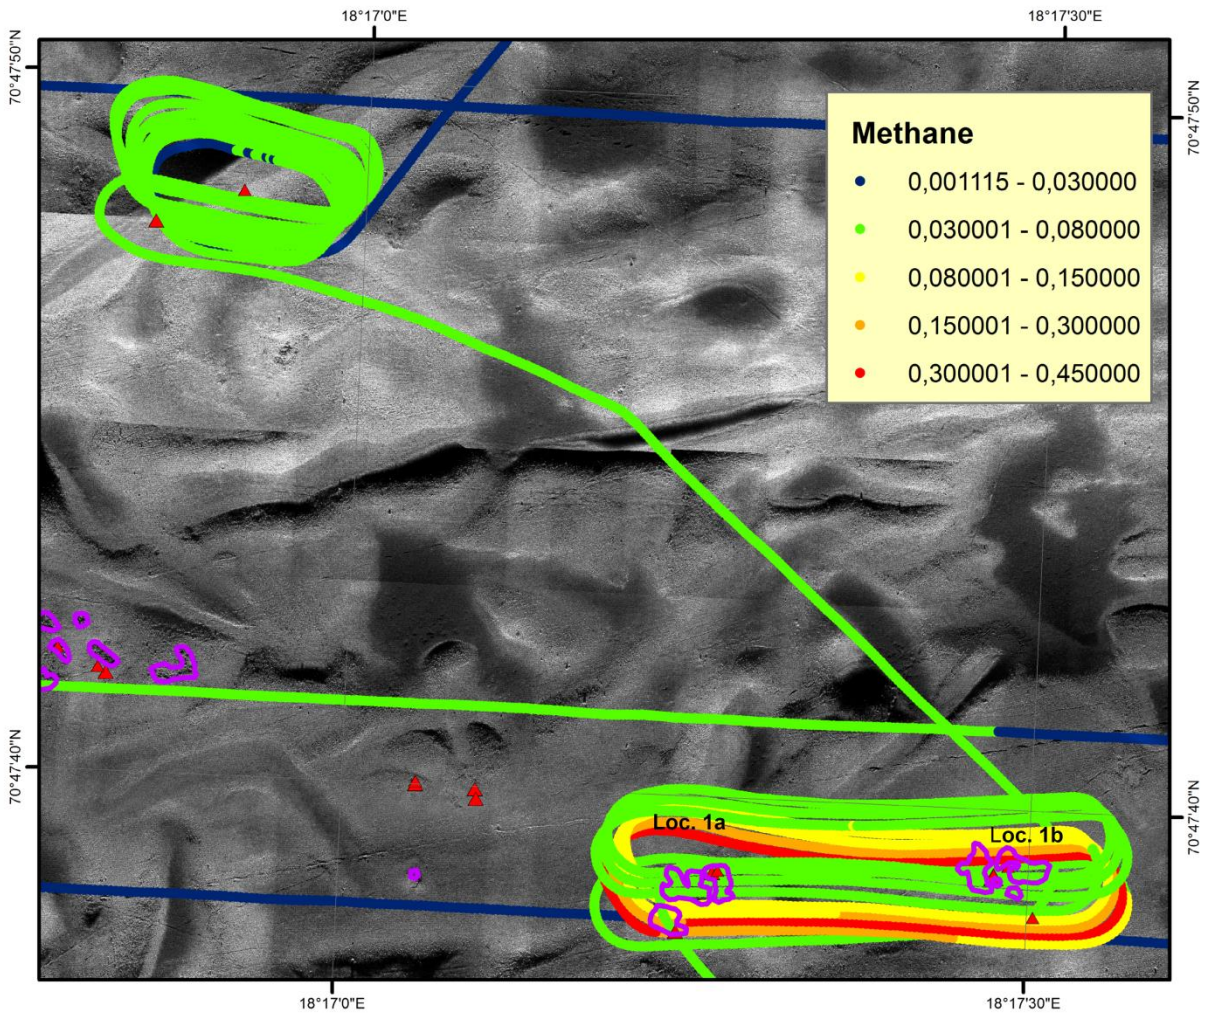 18°17'0"E
18°17'30"E
70°47'50"N
70°47'50"N
Methane
0,001115 - 0,030000
0,030001 - 0,080000
0,080001 - 0,150000
0,150001 - 0,300000
0,300001 - 0,450000
70°47'40"N
70°47'40"N
Loc. 1a
Loc. 1b
18°17'0"E
18°17'30"E